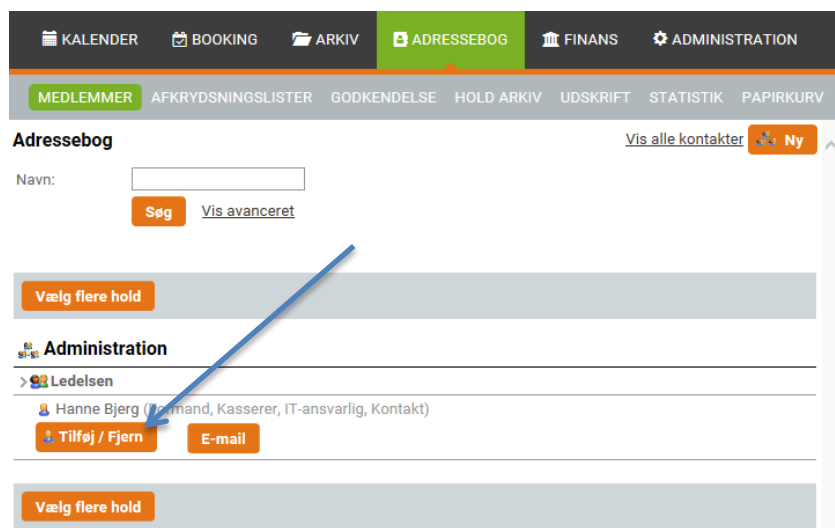 KALENDER BOOKING ARKIV ADRESSEBOG FINANS ADMINISTRATION
MEDLEMMER AFKRYDSNINGSLISTER GODKENDELSE HOLD ARKIV UDSKRIFT STATISTIK PAPIRKURV
Adressebog Vis alle kontakter Ny
Navn:
Søg Vis avanceret
Vælg flere hold
Administration
Ledelsen
Hanne Bjerg (Formand, Kasserer, IT-ansvarlig, Kontakt)
Tilføj / Fjern E-mail
Vælg flere hold